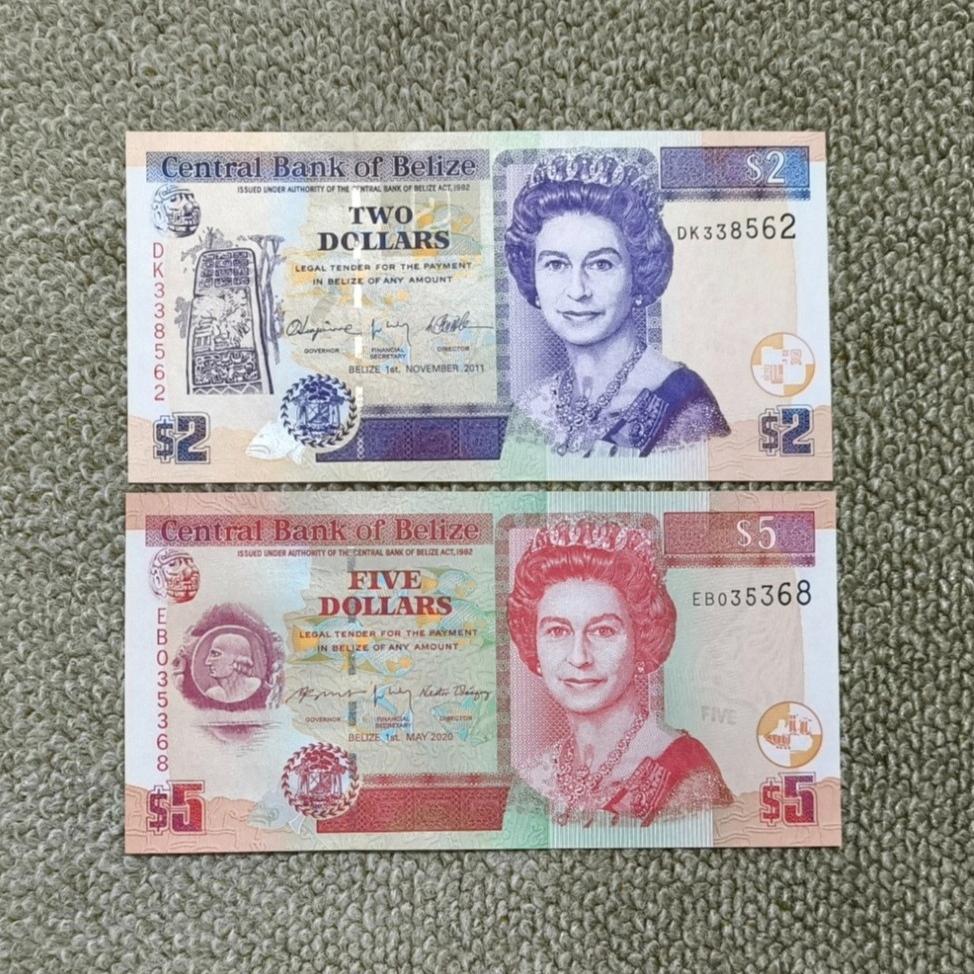 Central Bank of Belize
$2
ISSUED UNDER AUTHORITY OF THE CENTRAL BANK OF BELIZE ACT, 1982
TWO
DOLLARS
DK338562
LEGAL TENDER FOR THE PAYMENT
IN BELIZE OF ANY AMOUNT
DK338562
GOVERNOR
FINANCIAL
SECRETARY
DIRECTOR
BELIZE 1st. NOVEMBER 2011
$2
$2
Central Bank of Belize
$5
ISSUED UNDER AUTHORITY OF THE CENTRAL BANK OF BELIZE ACT, 1982
FIVE
DOLLARS
EB035368
LEGAL TENDER FOR THE PAYMENT
IN BELIZE OF ANY AMOUNT
EB035368
FIVE
GOVERNOR
FINANCIAL
SECRETARY
DIRECTOR
BELIZE 1st. MAY 2020
$5
$5